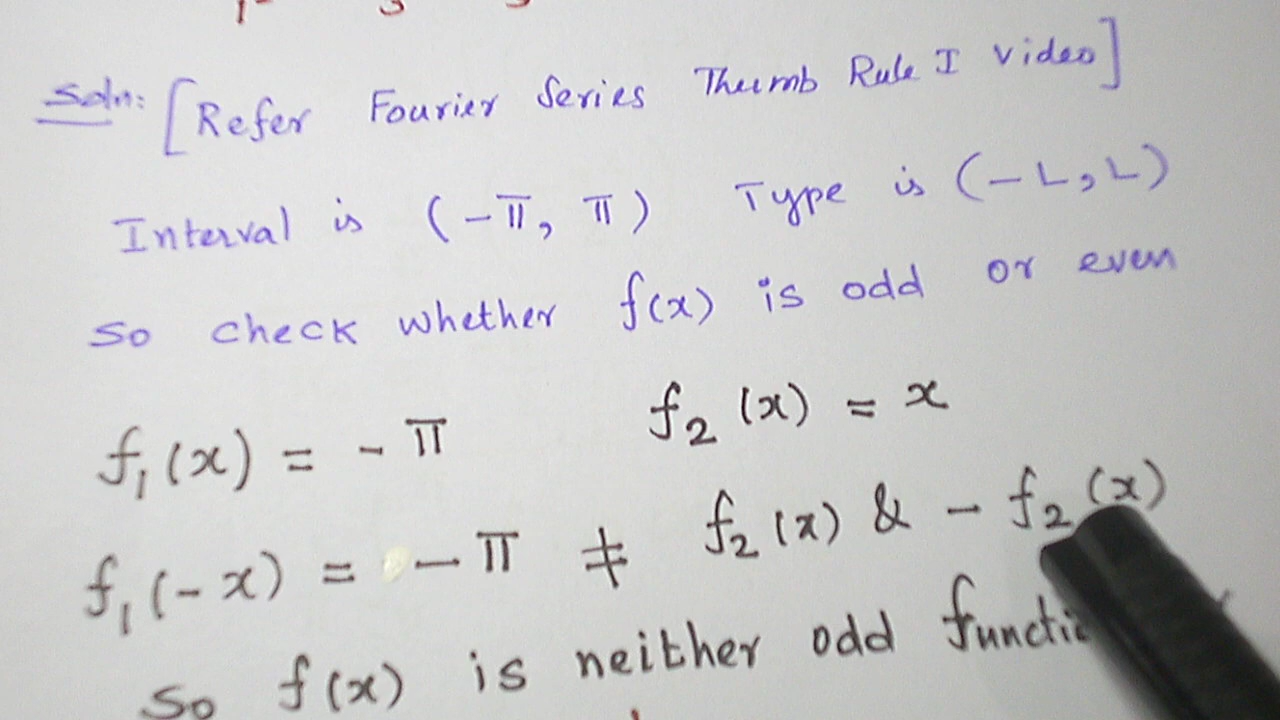 Soln: [Refer Fourier Series Thumb Rule I video]
Interval is (-π, π) Type is (-L, L)
So check whether f(x) is odd or even
f₁(x) = -π f₂(x) = x
f₁(-x) = -π ≠ f₂(x) & -f₂(x)
So f(x) is neither odd